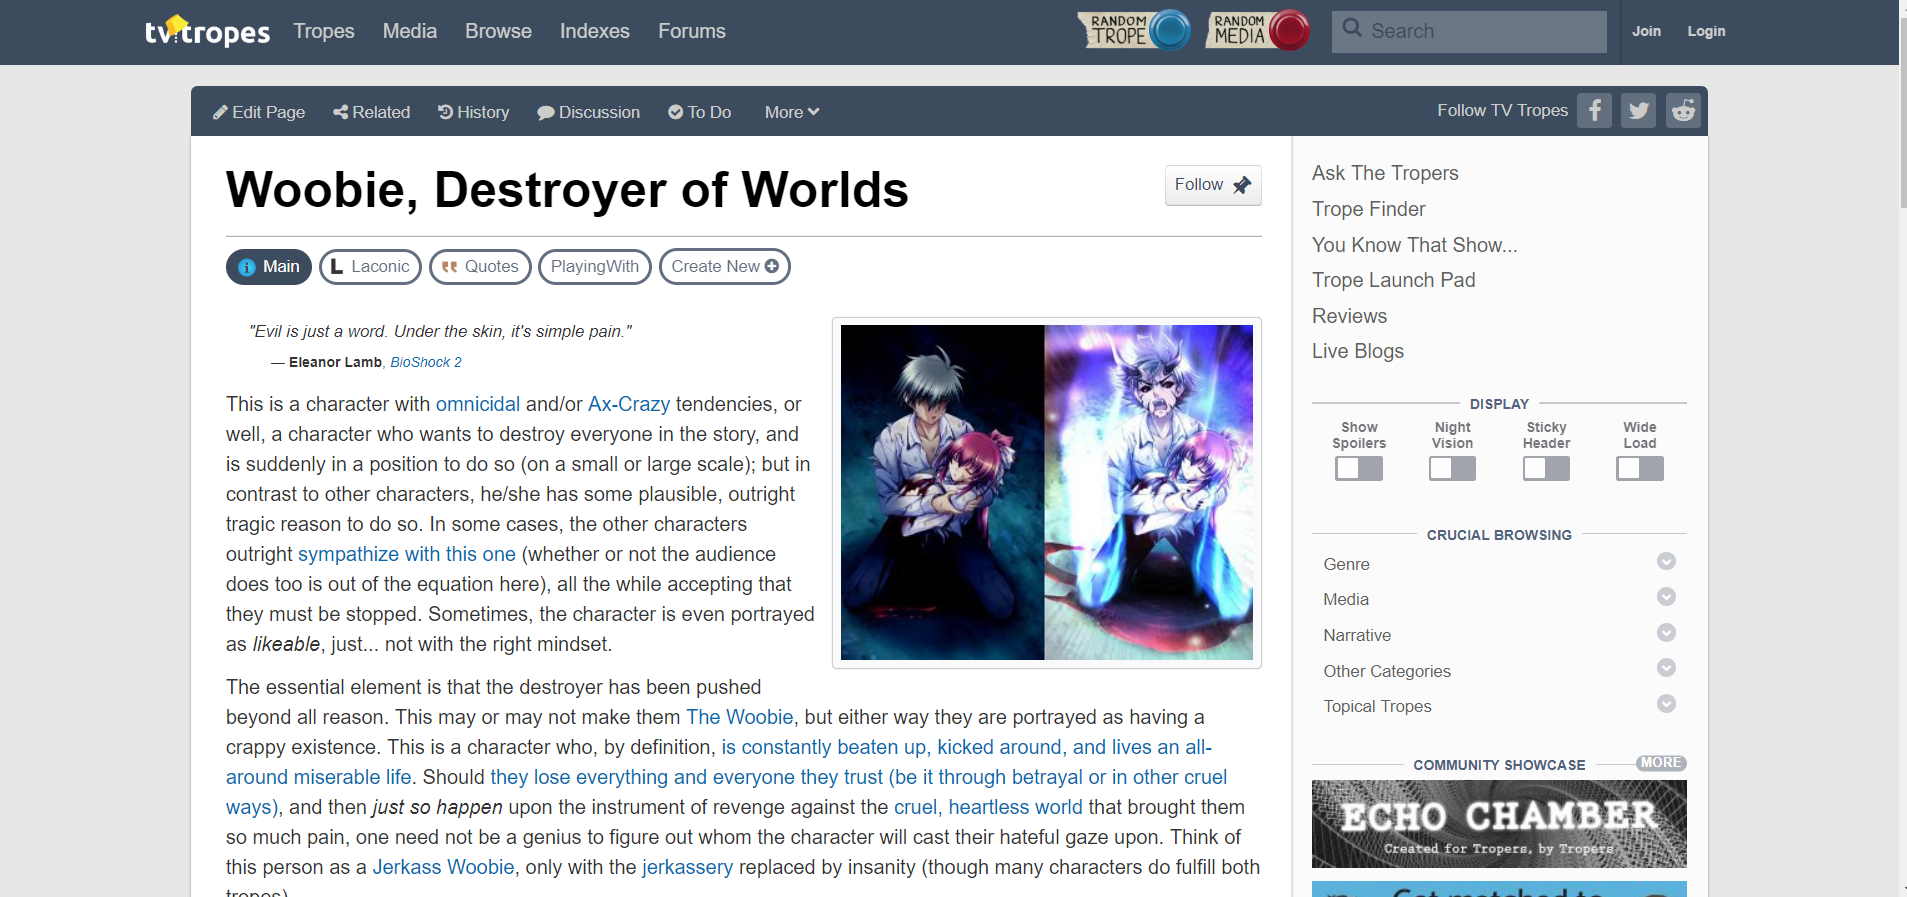 tvtropes Tropes Media Browse Indexes Forums RANDOM TROPE RANDOM MEDIA Search Join Login
Edit Page Related History Discussion To Do More Follow TV Tropes
Woobie, Destroyer of Worlds
Follow
Main Laconic Quotes PlayingWith Create New
"Evil is just a word. Under the skin, it's simple pain."
— Eleanor Lamb, BioShock 2
This is a character with omnicidal and/or Ax-Crazy tendencies, or
well, a character who wants to destroy everyone in the story, and
is suddenly in a position to do so (on a small or large scale); but in
contrast to other characters, he/she has some plausible, outright
tragic reason to do so. In some cases, the other characters
outright sympathize with this one (whether or not the audience
does too is out of the equation here), all the while accepting that
they must be stopped. Sometimes, the character is even portrayed
as likeable, just... not with the right mindset.
The essential element is that the destroyer has been pushed
beyond all reason. This may or may not make them The Woobie, but either way they are portrayed as having a
crappy existence. This is a character who, by definition, is constantly beaten up, kicked around, and lives an all-
around miserable life. Should they lose everything and everyone they trust (be it through betrayal or in other cruel
ways), and then just so happen upon the instrument of revenge against the cruel, heartless world that brought them
so much pain, one need not be a genius to figure out whom the character will cast their hateful gaze upon. Think of
this person as a Jerkass Woobie, only with the jerkassery replaced by insanity (though many characters do fulfill both
tropes)
Ask The Tropers
Trope Finder
You Know That Show...
Trope Launch Pad
Reviews
Live Blogs
DISPLAY
Show Spoilers
Night Vision
Sticky Header
Wide Load
CRUCIAL BROWSING
Genre
Media
Narrative
Other Categories
Topical Tropes
COMMUNITY SHOWCASE MORE
ECHO CHAMBER
Created for Tropers, by Tropers
Get matched to